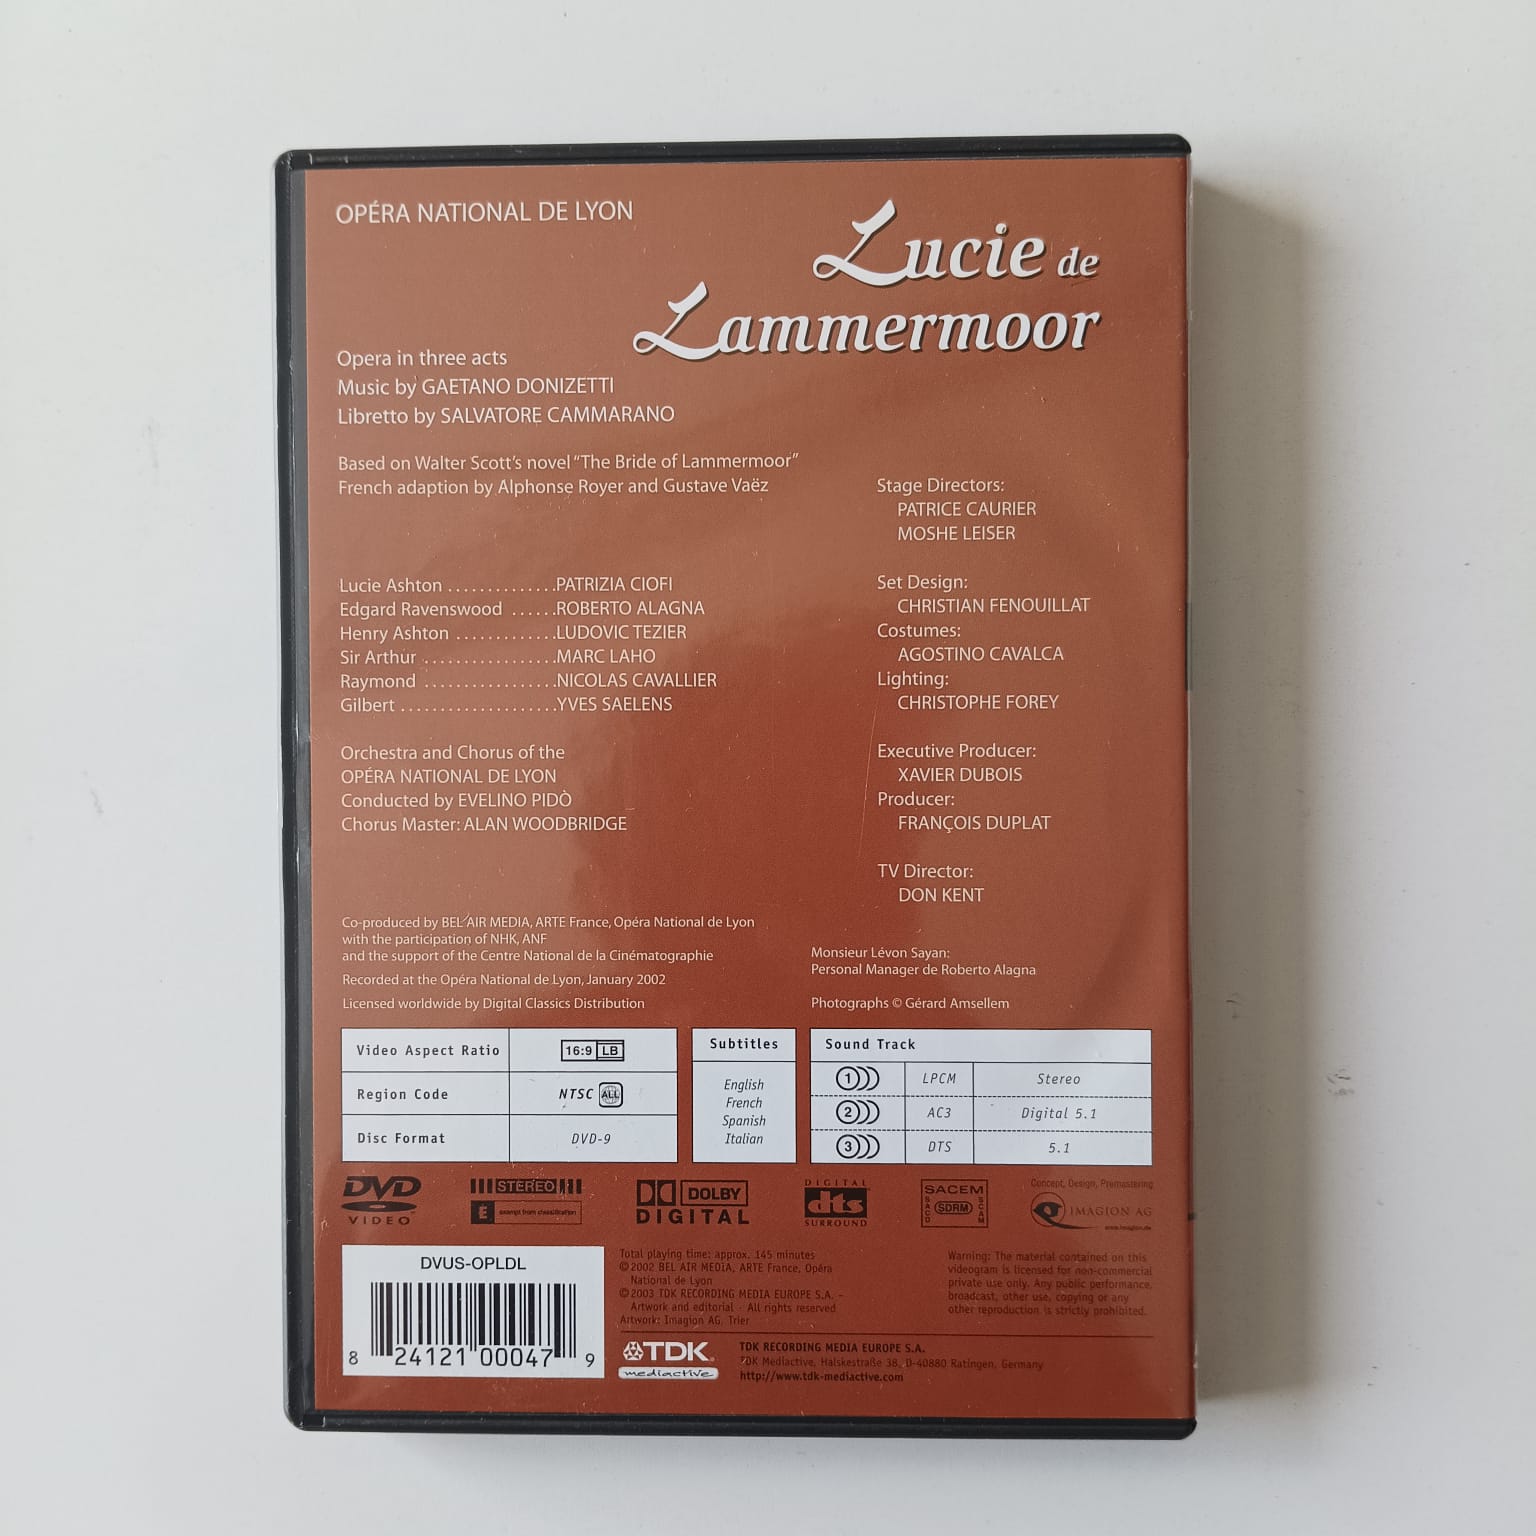 OPÉRA NATIONAL DE LYON
Lucie de
Lammermoor
Opera in three acts
Music by GAETANO DONIZETTI
Libretto by SALVATORE CAMMARANO
Based on Walter Scott's novel "The Bride of Lammermoor"
French adaption by Alphonse Royer and Gustave Vaëz
Lucie Ashton ..............PATRIZIA CIOFI
Edgard Ravenswood ......ROBERTO ALAGNA
Henry Ashton .............LUDOVIC TEZIER
Sir Arthur .................MARC LAHO
Raymond .................NICOLAS CAVALLIER
Gilbert ....................YVES SAELENS
Orchestra and Chorus of the
OPÉRA NATIONAL DE LYON
Conducted by EVELINO PIDÒ
Chorus Master: ALAN WOODBRIDGE
Stage Directors:
PATRICE CAURIER
MOSHE LEISER
Set Design:
CHRISTIAN FENOUILLAT
Costumes:
AGOSTINO CAVALCA
Lighting:
CHRISTOPHE FOREY
Executive Producer:
XAVIER DUBOIS
Producer:
FRANÇOIS DUPLAT
TV Director:
DON KENT
Co-produced by BEL AIR MEDIA, ARTE France, Opéra National de Lyon
with the participation of NHK, ANF
and the support of the Centre National de la Cinématographie
Recorded at the Opéra National de Lyon, January 2002
Licensed worldwide by Digital Classics Distribution
Monsieur Lévon Sayan:
Personal Manager de Roberto Alagna
Photographs © Gérard Amsellem
Video Aspect Ratio 16:9 LB
Region Code NTSC ALL
Disc Format DVD-9
Subtitles
English
French
Spanish
Italian
Sound Track
1 LPCM Stereo
2 AC3 Digital 5.1
3 DTS 5.1
DVD
VIDEO
STEREO
E exempt from classification
DOLBY
DIGITAL
DIGITAL
dts
SURROUND
SACEM
SACD
SDRM
SCAM
Concept, Design, Premastering
IMAGION AG
www.imagion.de
DVUS-OPLDL
8 24121 00047 9
Total playing time: approx. 145 minutes
© 2002 BEL AIR MEDIA, ARTE France, Opéra
National de Lyon
© 2003 TDK RECORDING MEDIA EUROPE S.A. –
Artwork and editorial · All rights reserved
Artwork: Imagion AG, Trier
Warning: The material contained on this
videogram is licensed for non-commercial
private use only. Any public performance,
broadcast, other use, copying or any
other reproduction is strictly prohibited.
TDK
mediactive
TDK RECORDING MEDIA EUROPE S.A.
TDK Mediactive, Halskestraße 38, D-40880 Ratingen, Germany
http://www.tdk-mediactive.com